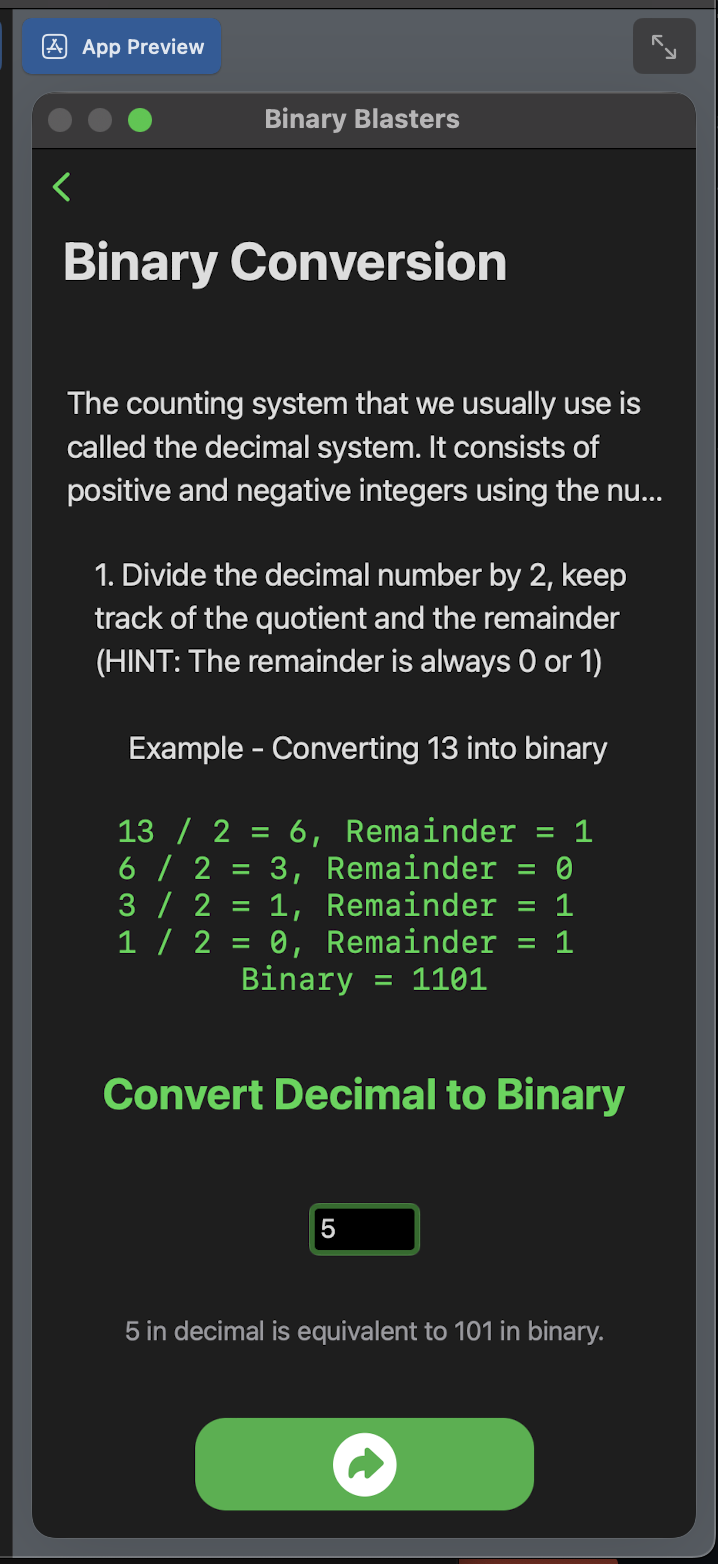 App Preview
Binary Blasters
Binary Conversion
The counting system that we usually use is
called the decimal system. It consists of
positive and negative integers using the nu...
1. Divide the decimal number by 2, keep
track of the quotient and the remainder
(HINT: The remainder is always 0 or 1)
Example - Converting 13 into binary
13 / 2 = 6, Remainder = 1
6 / 2 = 3, Remainder = 0
3 / 2 = 1, Remainder = 1
1 / 2 = 0, Remainder = 1
Binary = 1101
Convert Decimal to Binary
5
5 in decimal is equivalent to 101 in binary.